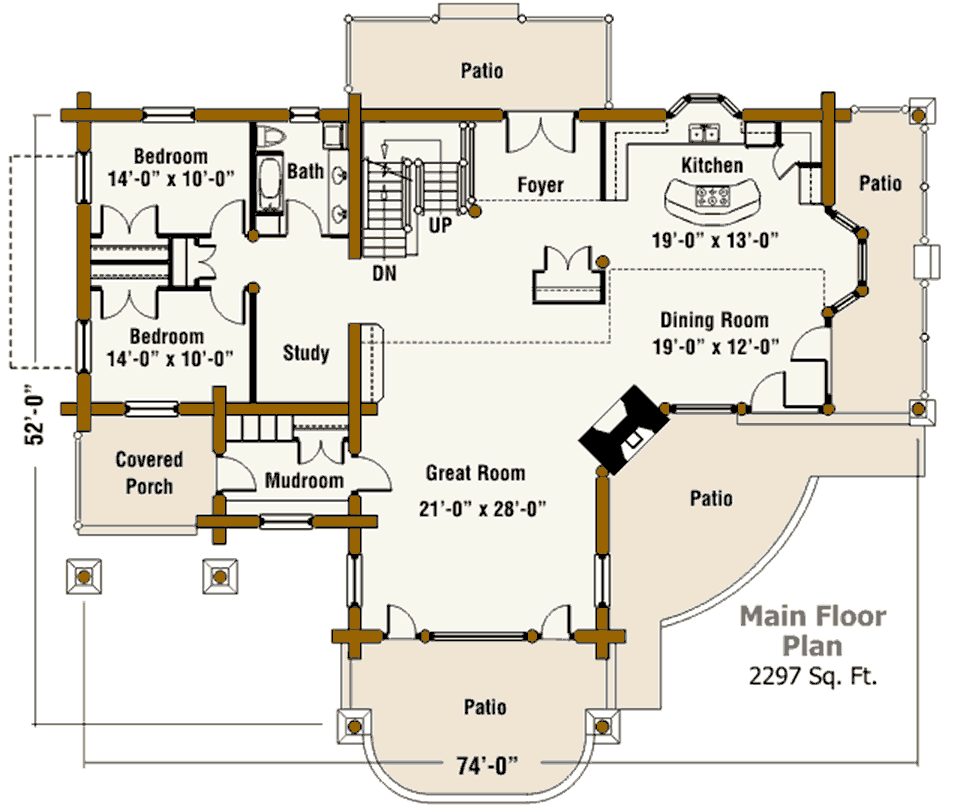 Patio
Bedroom
14'-0" x 10'-0"
Bath
Foyer
Kitchen
19'-0" x 13'-0"
Patio
UP
DN
Bedroom
14'-0" x 10'-0"
Study
Dining Room
19'-0" x 12'-0"
52'-0"
Covered
Porch
Mudroom
Great Room
21'-0" x 28'-0"
Patio
Main Floor
Plan
2297 Sq. Ft.
Patio
74'-0"